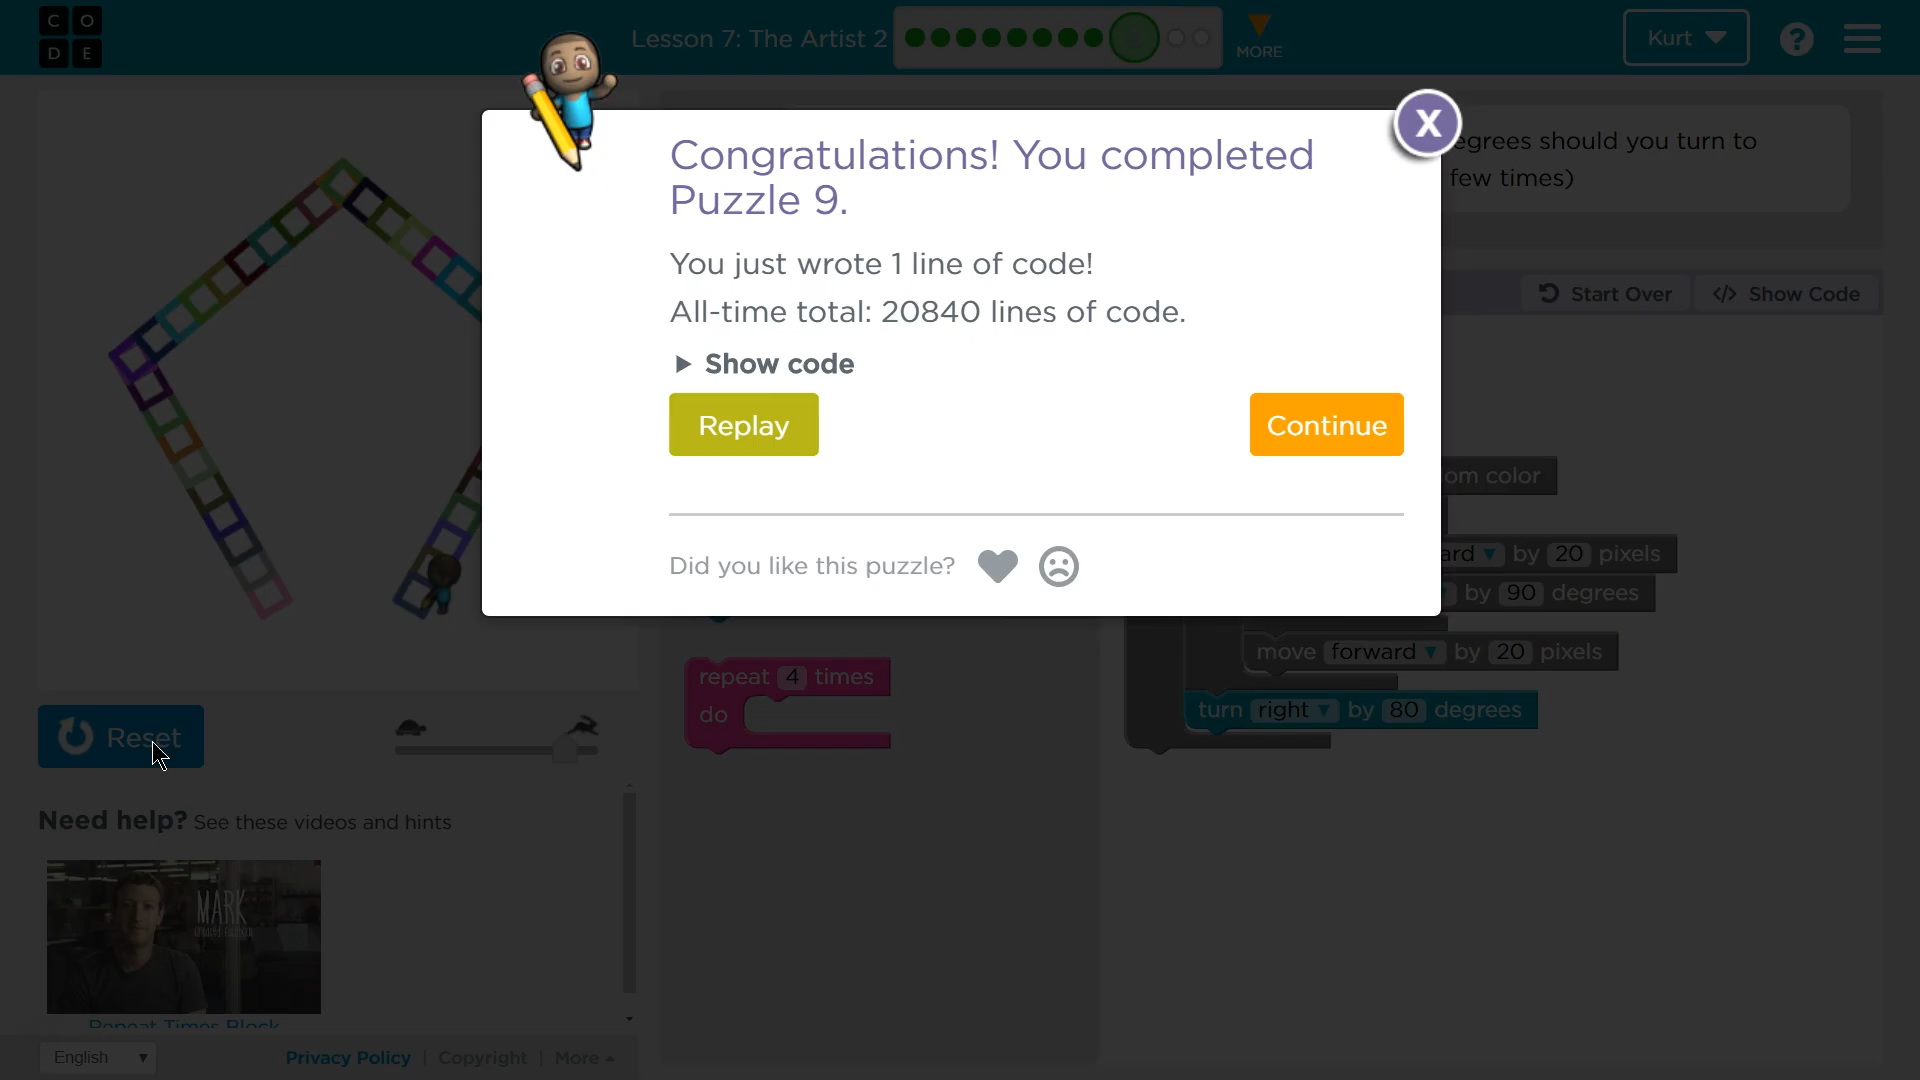 C O
D E
Lesson 7: The Artist 2
MORE
Kurt
?
X
Congratulations! You completed
Puzzle 9.
egrees should you turn to
few times)
You just wrote 1 line of code!
All-time total: 20840 lines of code.
Show code
Start Over
</> Show Code
Replay
Continue
om color
ard by 20 pixels
by 90 degrees
Did you like this puzzle?
move forward by 20 pixels
repeat 4 times
do
turn right by 80 degrees
Reset
Need help? See these videos and hints
MARK
Repeat Times Block
English
Privacy Policy | Copyright | More